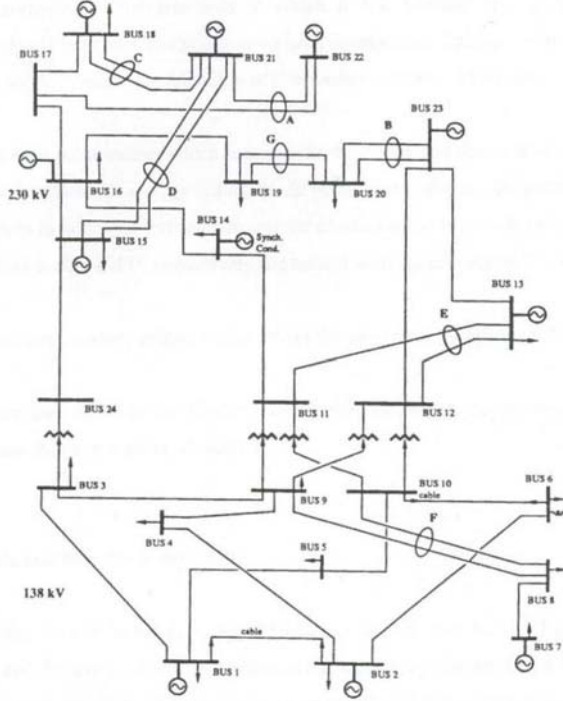 BUS 18
BUS 21
BUS 22
BUS 17
C
A
BUS 23
B
G
BUS 16
D
BUS 19
BUS 20
230 kV
BUS 14
BUS 15
Synch.
Cond.
BUS 13
E
BUS 24
BUS 11
BUS 12
BUS 3
BUS 9
BUS 10
BUS 6
cable
F
BUS 4
BUS 5
BUS 8
138 kV
BUS 7
cable
BUS 1
BUS 2